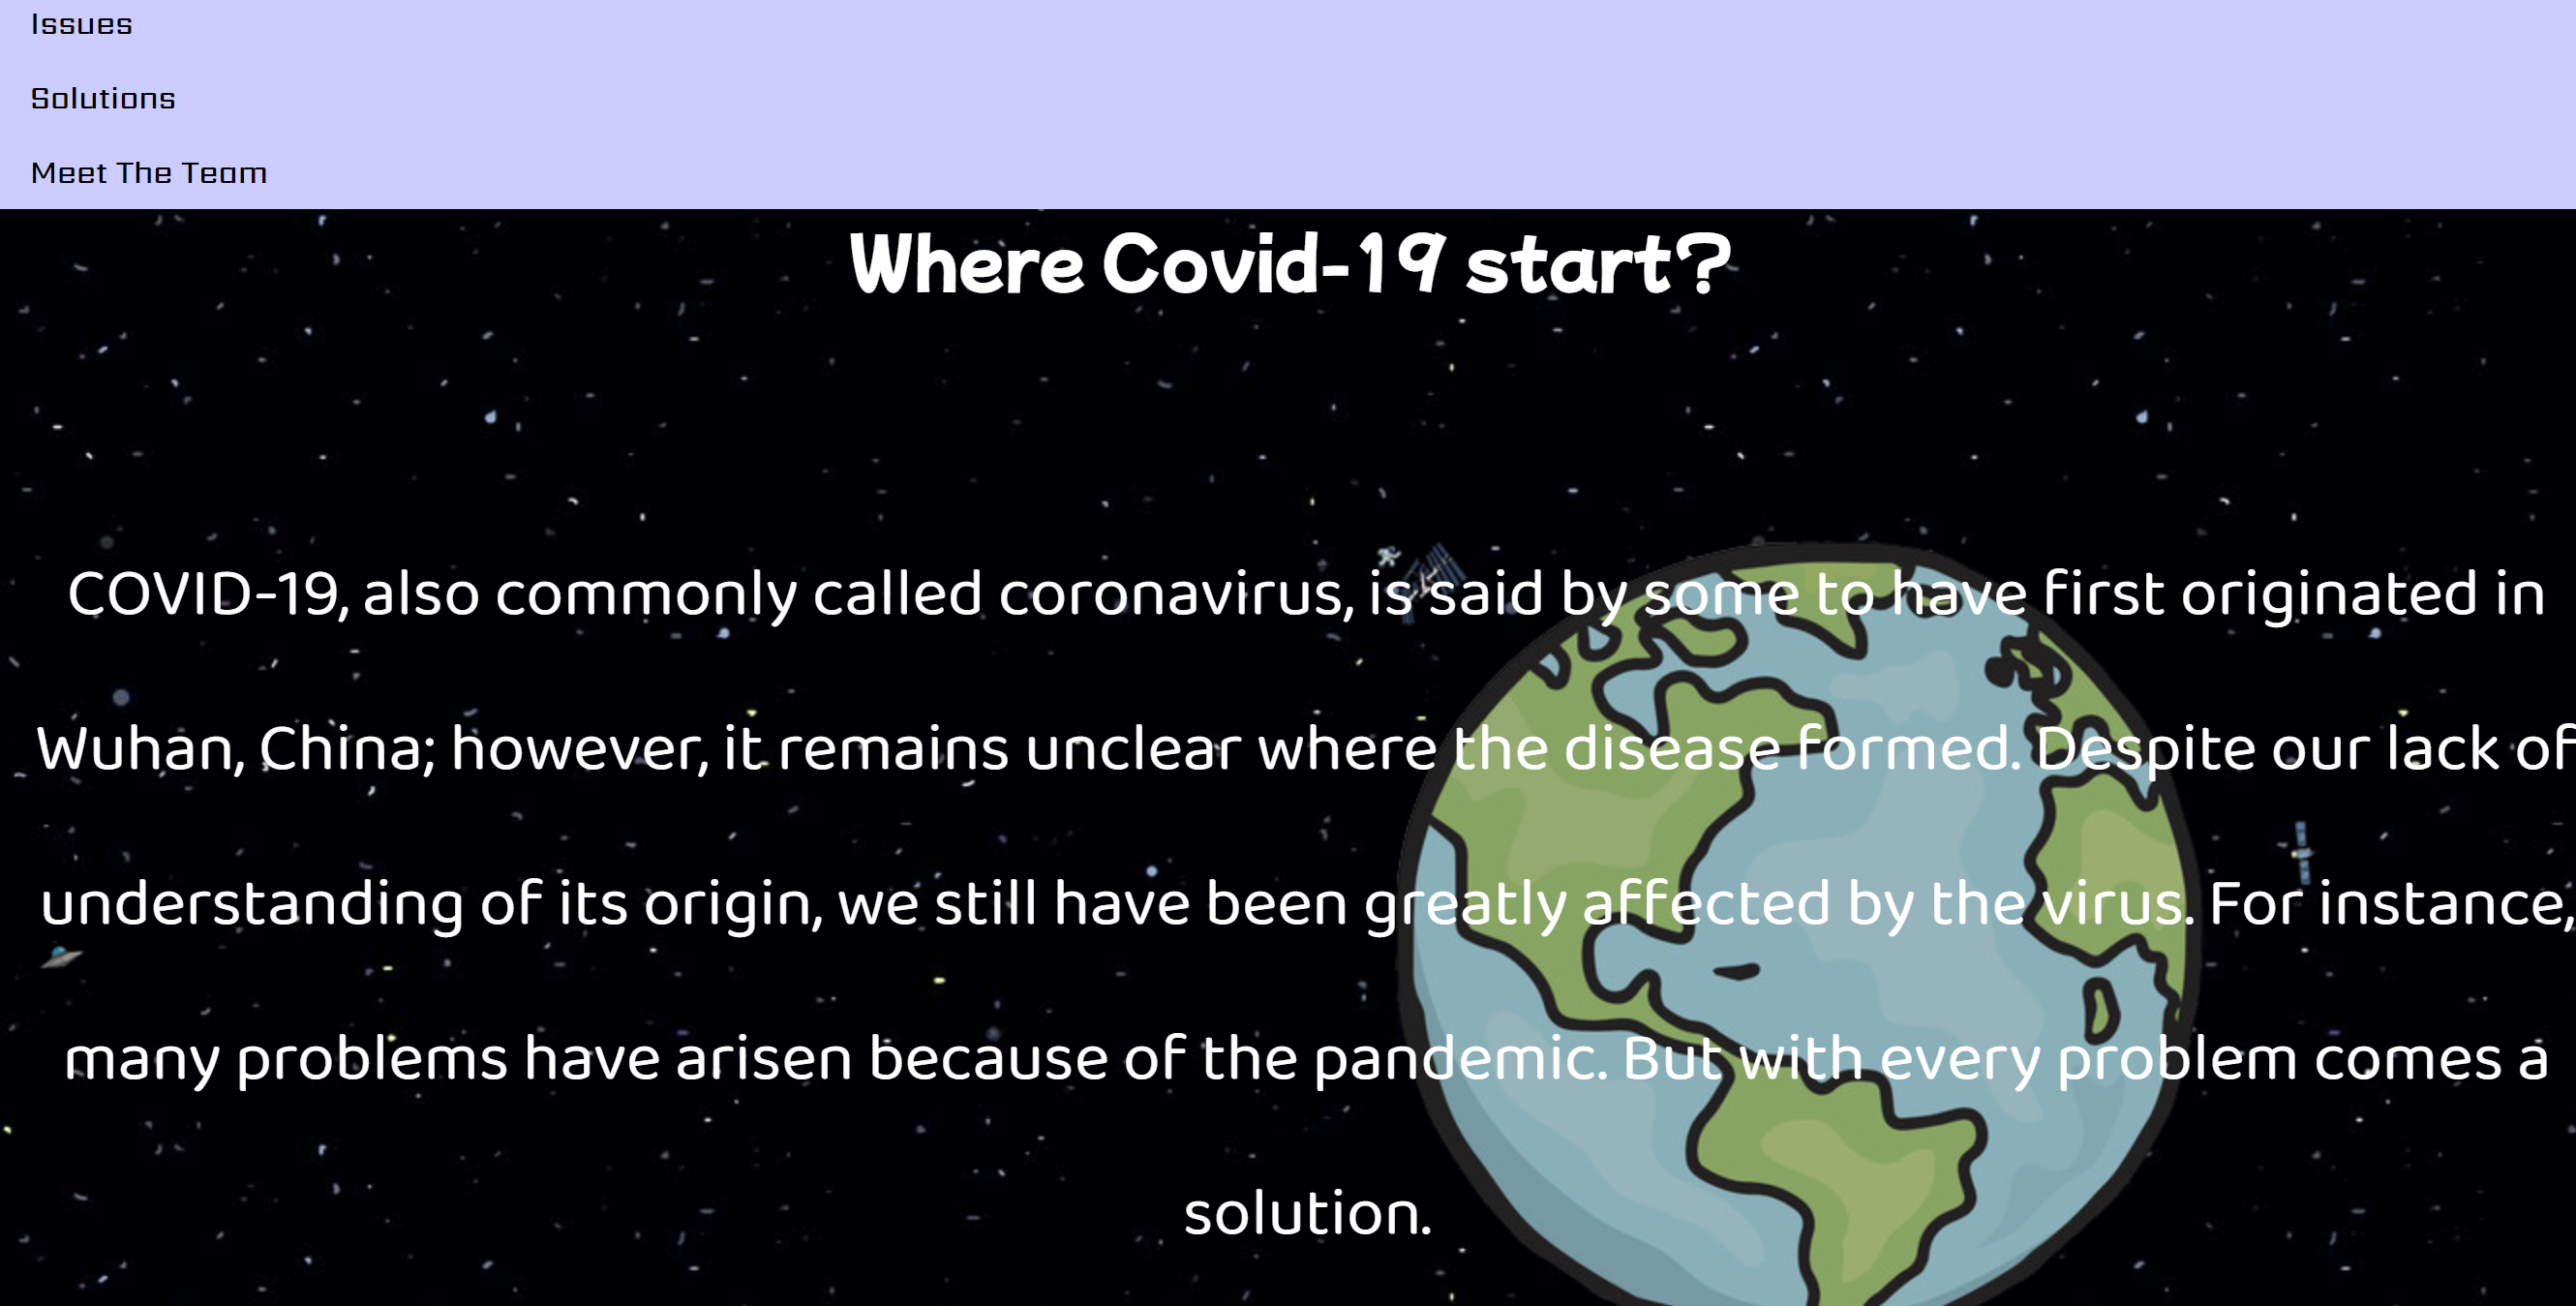 Issues
Solutions
Meet The Team
Where Covid-19 start?
COVID-19, also commonly called coronavirus, is said by some to have first originated in
Wuhan, China; however, it remains unclear where the disease formed. Despite our lack of
understanding of its origin, we still have been greatly affected by the virus. For instance,
many problems have arisen because of the pandemic. But with every problem comes a
solution.